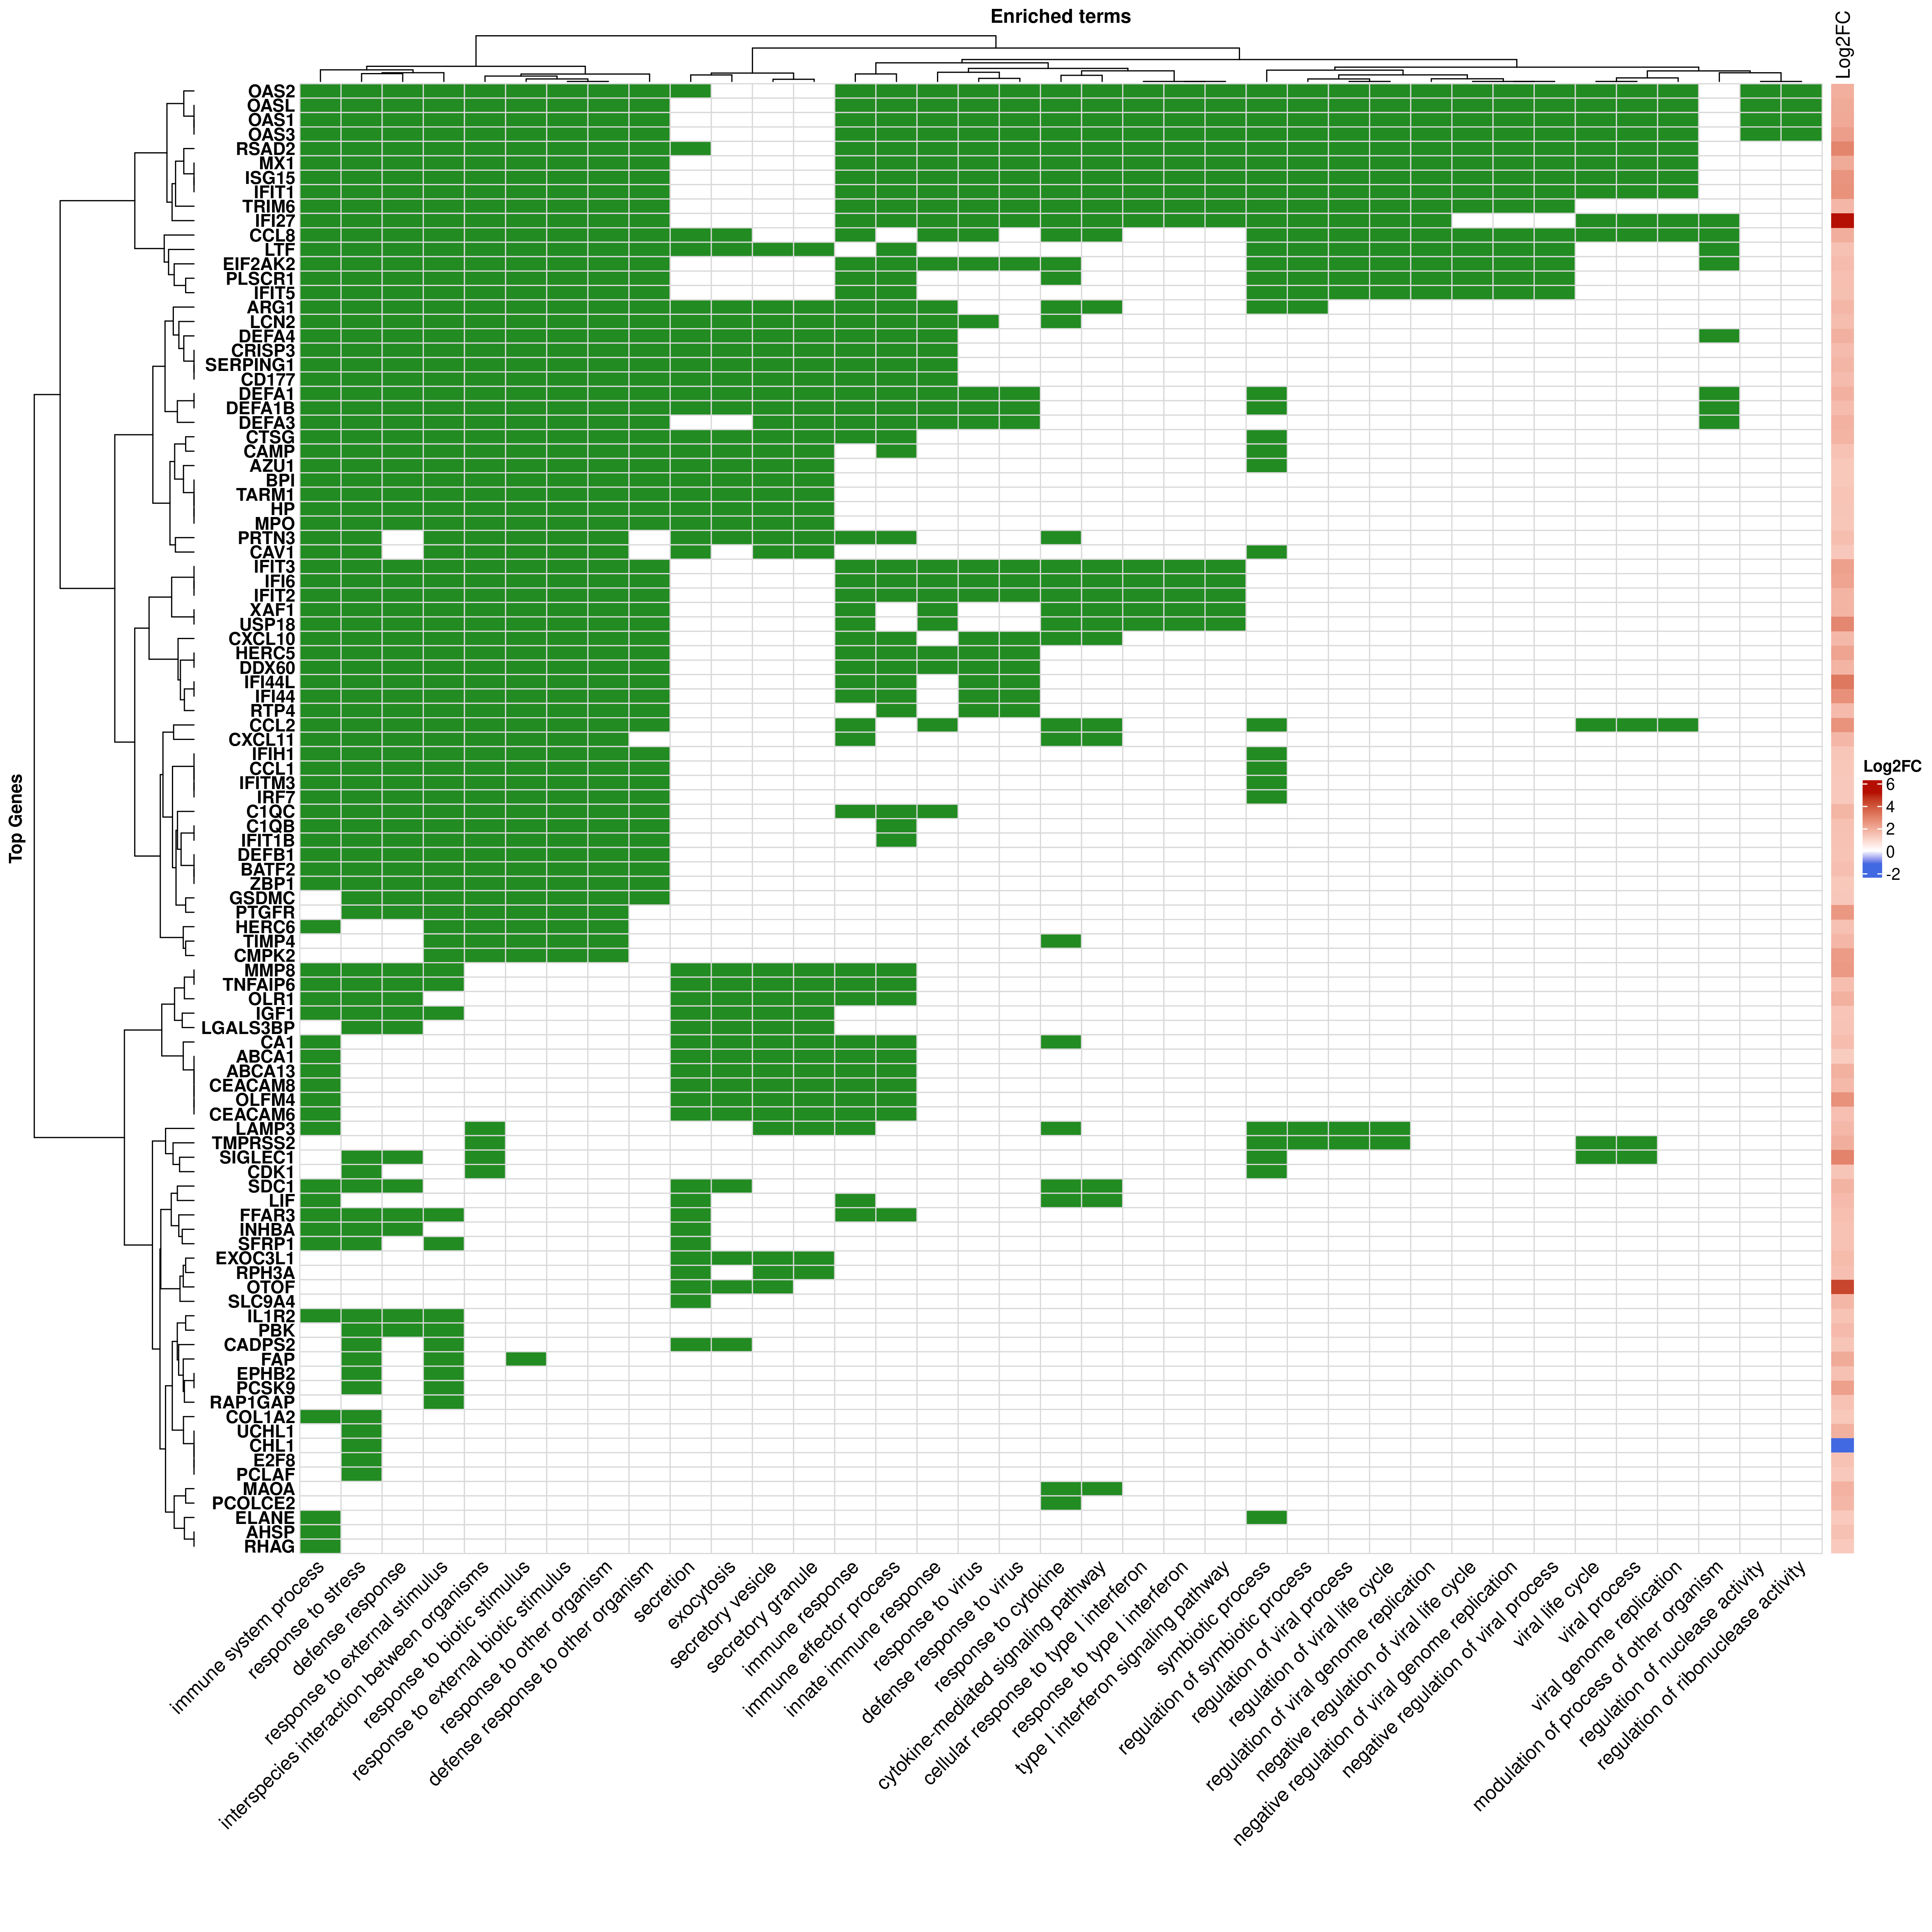 Enriched terms
Log2FC
OAS2
OASL
OAS1
OAS3
RSAD2
MX1
ISG15
IFIT1
TRIM6
IFI27
CCL8
LTF
EIF2AK2
PLSCR1
IFIT5
ARG1
LCN2
DEFA4
CRISP3
SERPING1
CD177
DEFA1
DEFA1B
DEFA3
CTSG
CAMP
AZU1
BPI
TARM1
HP
MPO
PRTN3
CAV1
IFIT3
IFI6
IFIT2
XAF1
USP18
CXCL10
HERC5
DDX60
IFI44L
IFI44
RTP4
CCL2
CXCL11
IFIH1
CCL1
IFITM3
IRF7
C1QC
C1QB
IFIT1B
DEFB1
BATF2
ZBP1
GSDMC
PTGFR
HERC6
TIMP4
CMPK2
MMP8
TNFAIP6
OLR1
IGF1
LGALS3BP
CA1
ABCA1
ABCA13
CEACAM8
OLFM4
CEACAM6
LAMP3
TMPRSS2
SIGLEC1
CDK1
SDC1
LIF
FFAR3
INHBA
SFRP1
EXOC3L1
RPH3A
OTOF
SLC9A4
IL1R2
PBK
CADPS2
FAP
EPHB2
PCSK9
RAP1GAP
COL1A2
UCHL1
CHL1
E2F8
PCLAF
MAOA
PCOLCE2
ELANE
AHSP
RHAG
Top Genes
Log2FC
6
4
2
0
-2
immune system process
response to stress
defense response
response to external stimulus
interspecies interaction between organisms
response to biotic stimulus
response to external biotic stimulus
response to other organism
defense response to other organism
secretion
exocytosis
secretory vesicle
secretory granule
immune response
immune effector process
innate immune response
response to virus
defense response to virus
response to cytokine
cytokine-mediated signaling pathway
cellular response to type I interferon
response to type I interferon
type I interferon signaling pathway
symbiotic process
regulation of symbiotic process
regulation of viral process
regulation of viral life cycle
regulation of viral genome replication
negative regulation of viral life cycle
negative regulation of viral genome replication
negative regulation of viral process
viral life cycle
viral process
viral genome replication
modulation of process of other organism
regulation of nuclease activity
regulation of ribonuclease activity